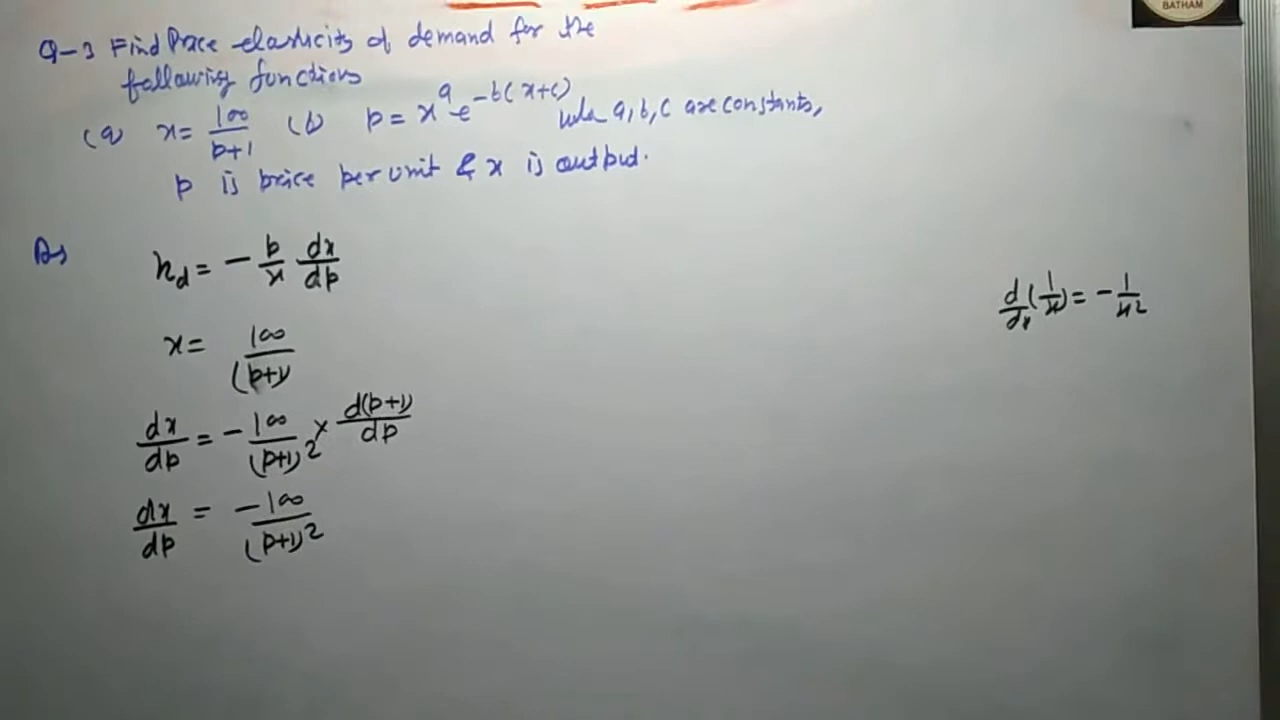 BATHAM
Q-3 Find Price elasticity of demand for the
following functions
(a) x = 100/(p+1) (b) p = x^a e^{-b(x+c)} where a, b, c are constants,
p is price per unit & x is output.
As
η_d = - p/x dx/dp
d/dx (1/x) = - 1/x²
x = 100/(p+1)
dx/dp = - 100/(p+1)² × d(p+1)/dp
dx/dp = -100/(p+1)²